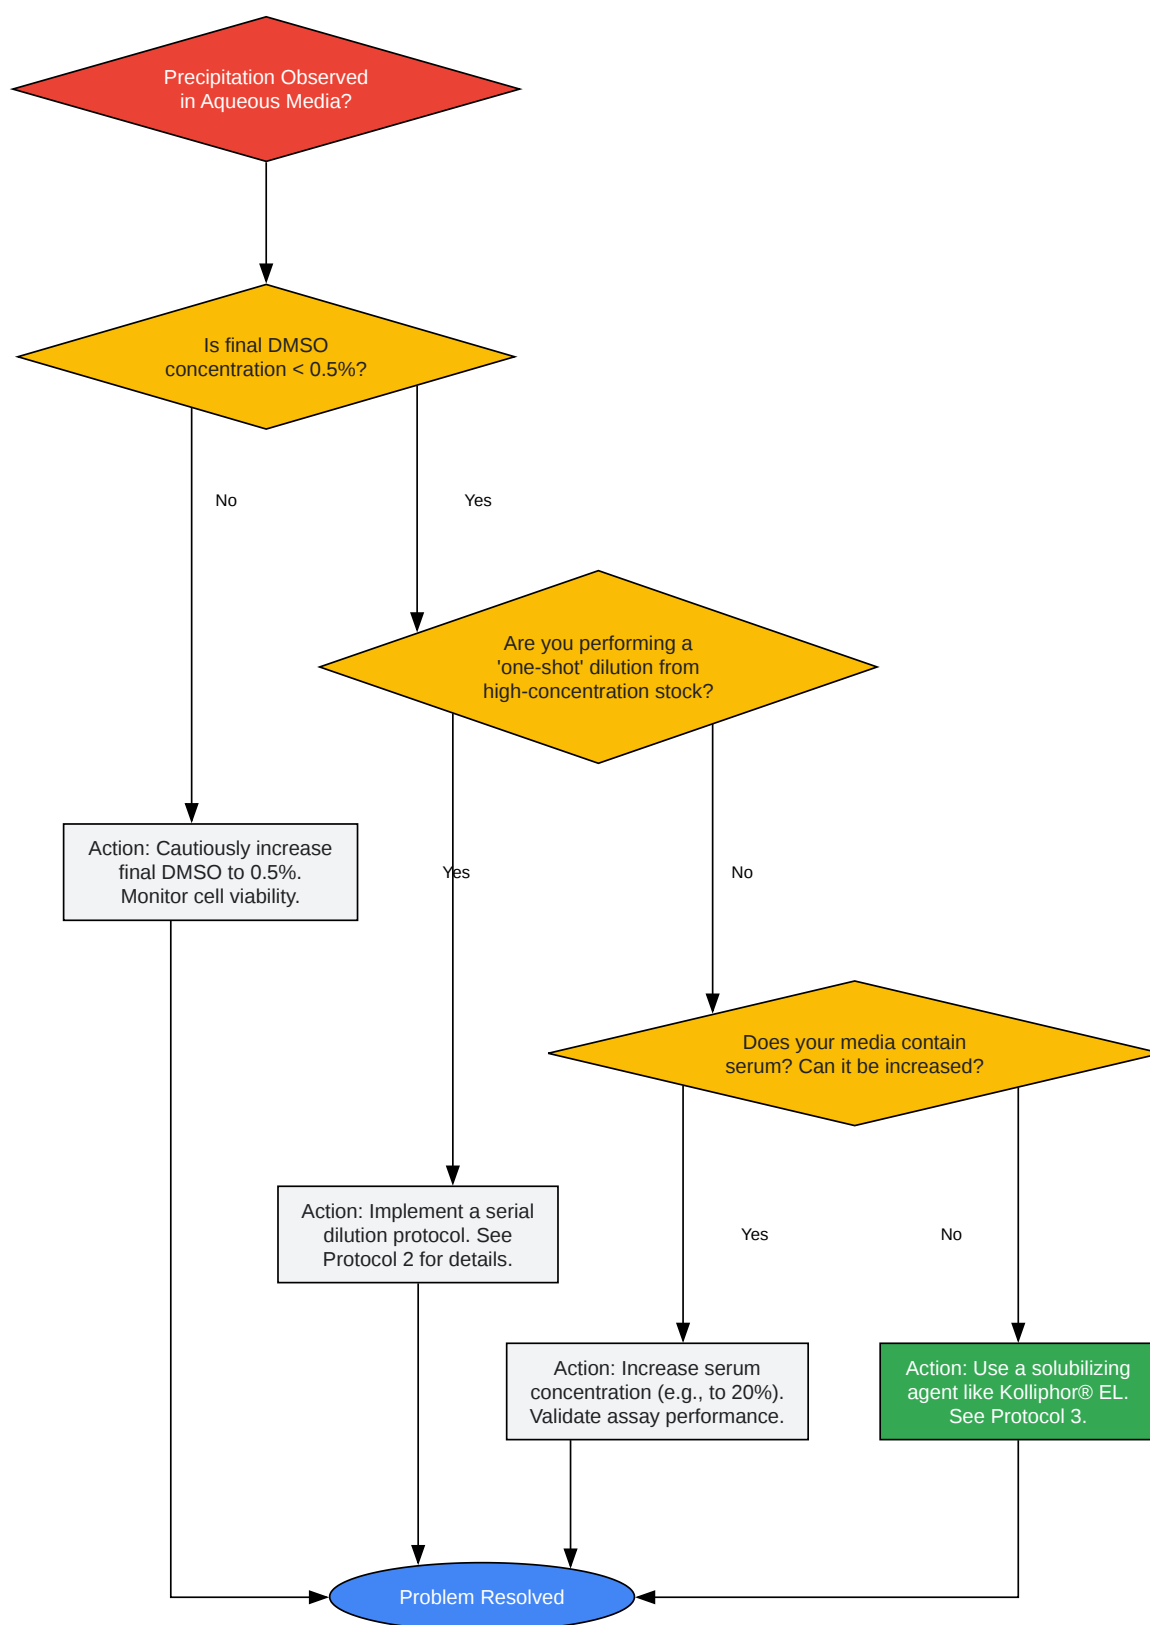 Precipitation Observed
in Aqueous Media?
Is final DMSO
concentration < 0.5%?
No
Yes
Are you performing a
'one-shot' dilution from
high-concentration stock?
Action: Cautiously increase
final DMSO to 0.5%.
Monitor cell viability.
Yes
No
Does your media contain
serum? Can it be increased?
Action: Implement a serial
dilution protocol. See
Protocol 2 for details.
Yes
No
Action: Increase serum
concentration (e.g., to 20%).
Validate assay performance.
Action: Use a solubilizing
agent like Kolliphor® EL.
See Protocol 3.
Problem Resolved